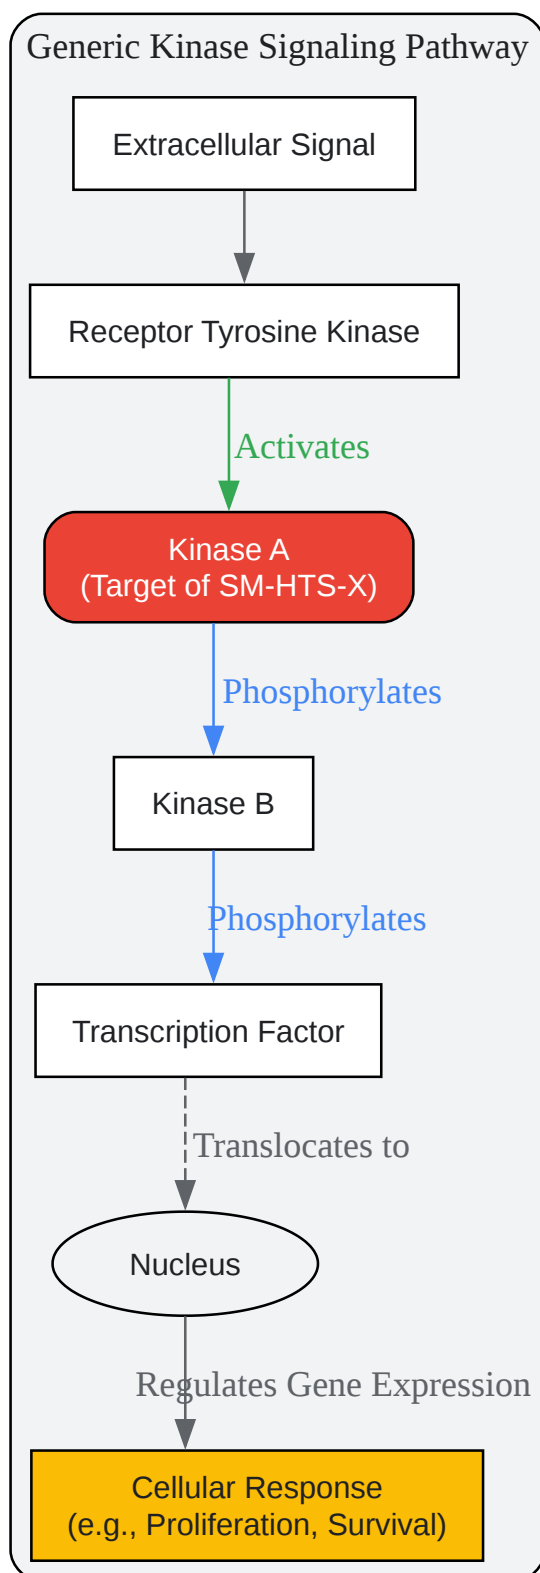 Generic Kinase Signaling Pathway
Extracellular Signal
Receptor Tyrosine Kinase
Activates
Kinase A
(Target of SM-HTS-X)
Phosphorylates
Kinase B
Phosphorylates
Transcription Factor
Translocates to
Nucleus
Regulates Gene Expression
Cellular Response
(e.g., Proliferation, Survival)